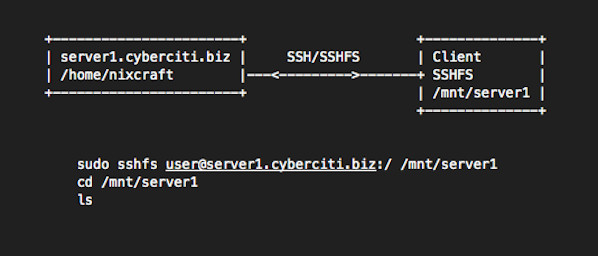 server1.cyberciti.biz SSH/SSHFS Client
/home/nixcraft SSHFS
/mnt/server1
sudo sshfs user@server1.cyberciti.biz:/ /mnt/server1
cd /mnt/server1
ls